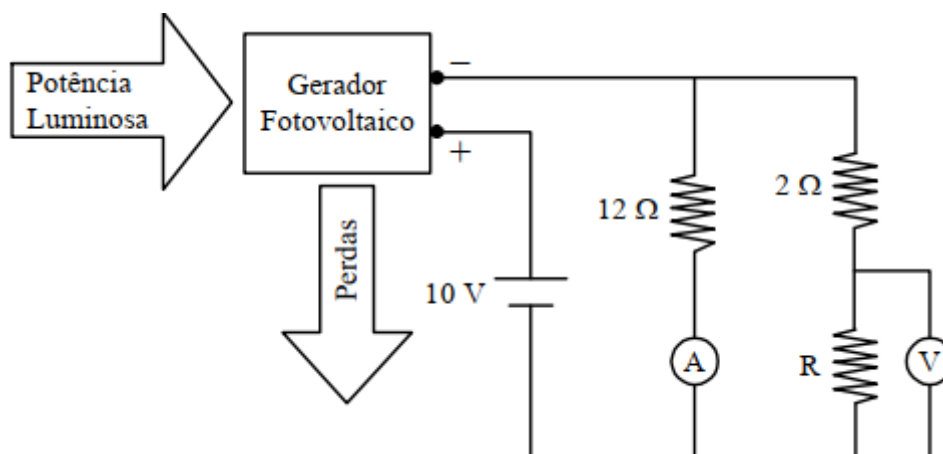 Potência
Luminosa
Gerador
Fotovoltaico
−
+
Perdas
10 V
12 Ω
2 Ω
A
R
V